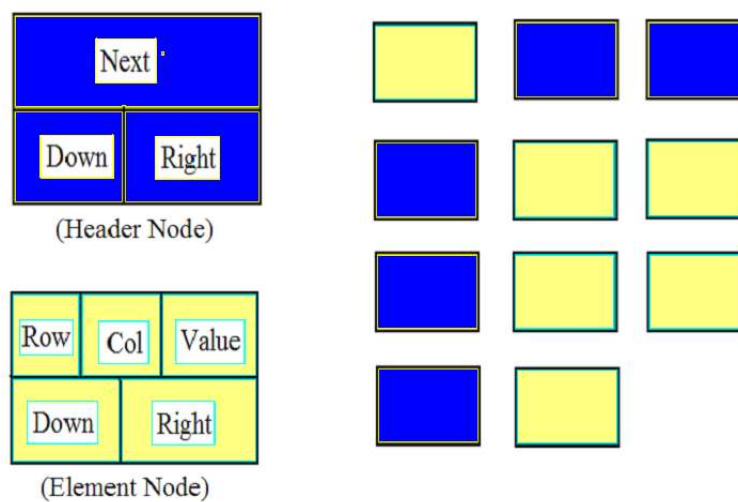 Next
Down Right
(Header Node)
Row Col Value
Down Right
(Element Node)